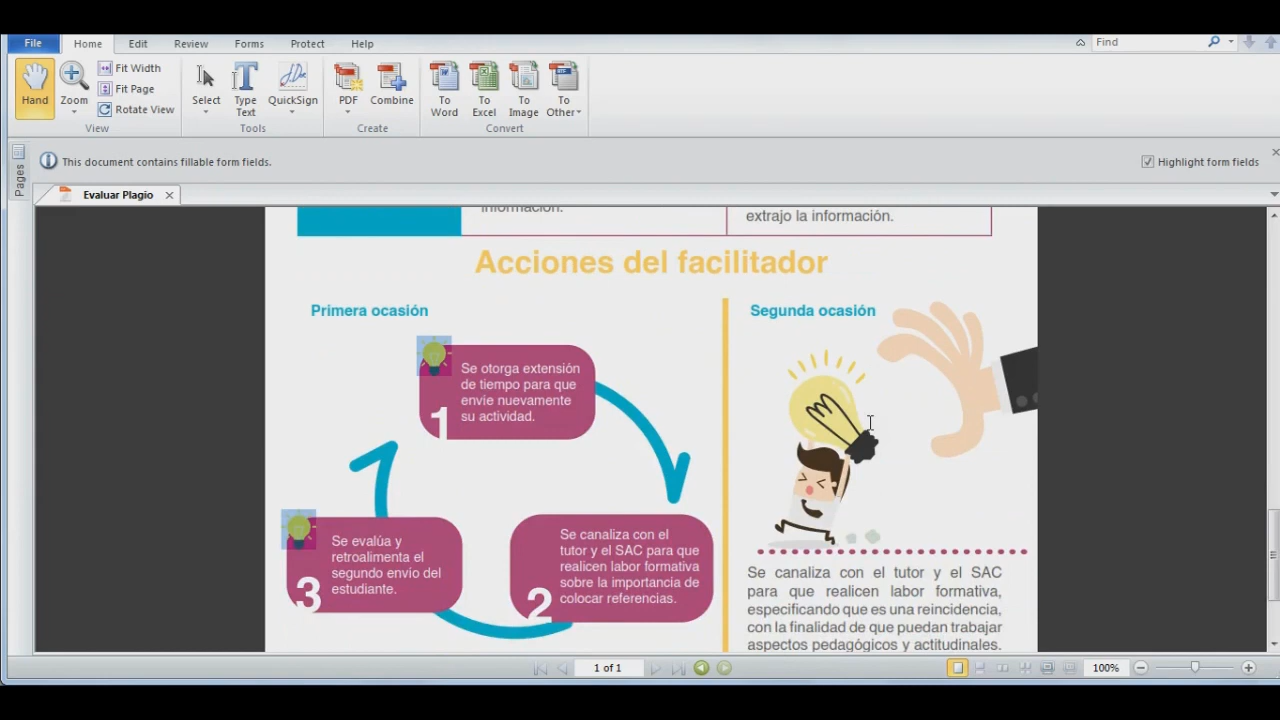 File Home Edit Review Forms Protect Help Find
Hand
Zoom
Fit Width
Fit Page
Rotate View
View
Select
Type
Text
QuickSign
Tools
PDF
Combine
Create
To
Word
To
Excel
To
Image
To
Other
Convert
This document contains fillable form fields.
Highlight form fields
Pages
Evaluar Plagio
información.
extrajo la información.
Acciones del facilitador
Primera ocasión
1
Se otorga extensión
de tiempo para que
envie nuevamente
su actividad.
2
Se canaliza con el
tutor y el SAC para que
realicen labor formativa
sobre la importancia de
colocar referencias.
3
Se evalúa y
retroalimenta el
segundo envio del
estudiante.
Segunda ocasión
Se canaliza con el tutor y el SAC
para que realicen labor formativa,
especificando que es una reincidencia,
con la finalidad de que puedan trabajar
aspectos pedagógicos y actitudinales.
1 of 1
100%